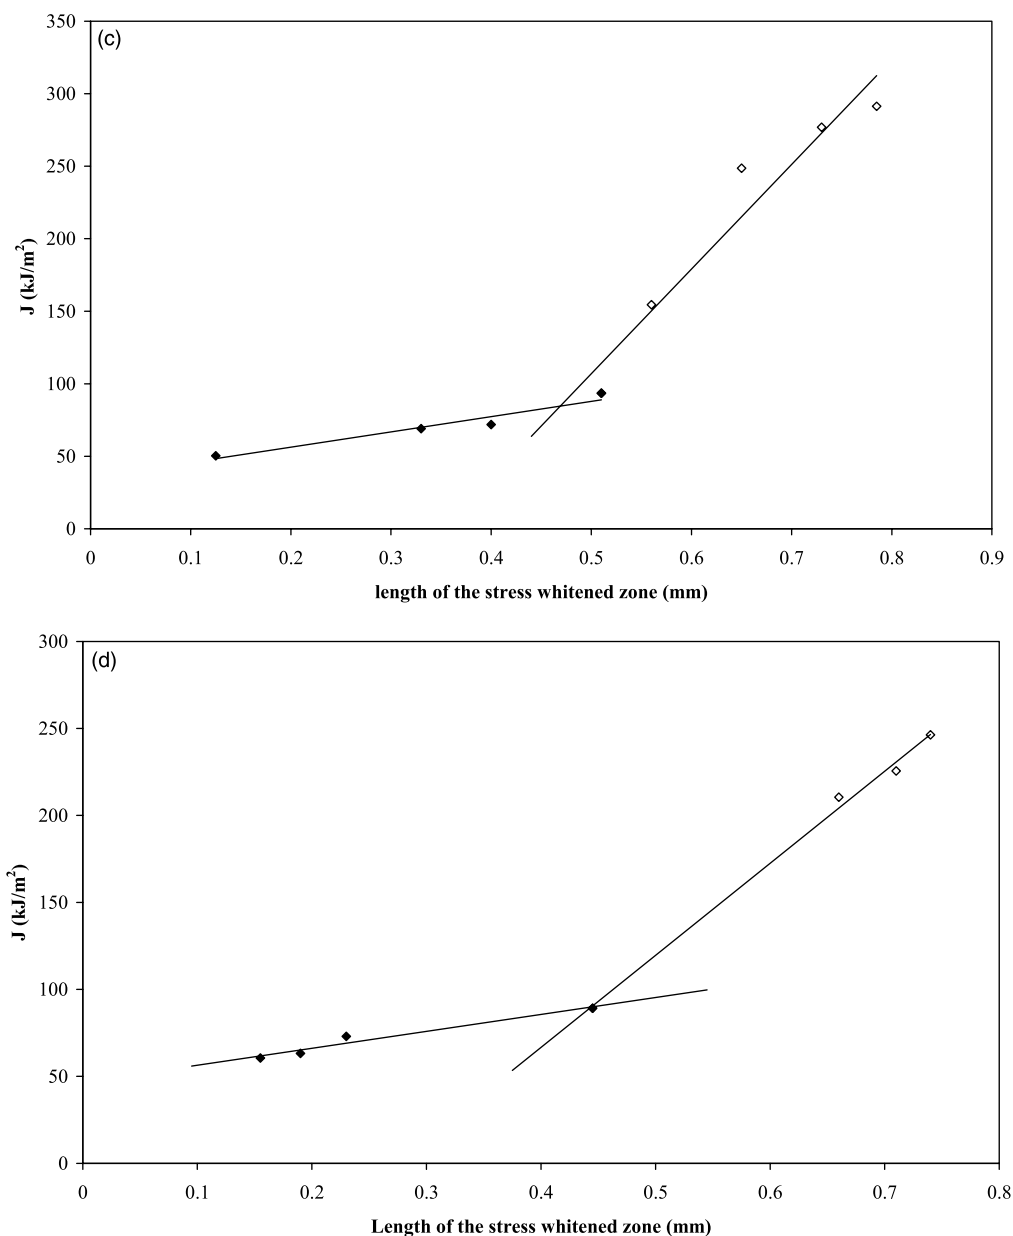 (c)
350
300
250
200
150
100
50
0
J (kJ/m²)
0 0.1 0.2 0.3 0.4 0.5 0.6 0.7 0.8 0.9
length of the stress whitened zone (mm)
(d)
300
250
200
150
100
50
0
J (kJ/m²)
0 0.1 0.2 0.3 0.4 0.5 0.6 0.7 0.8
Length of the stress whitened zone (mm)